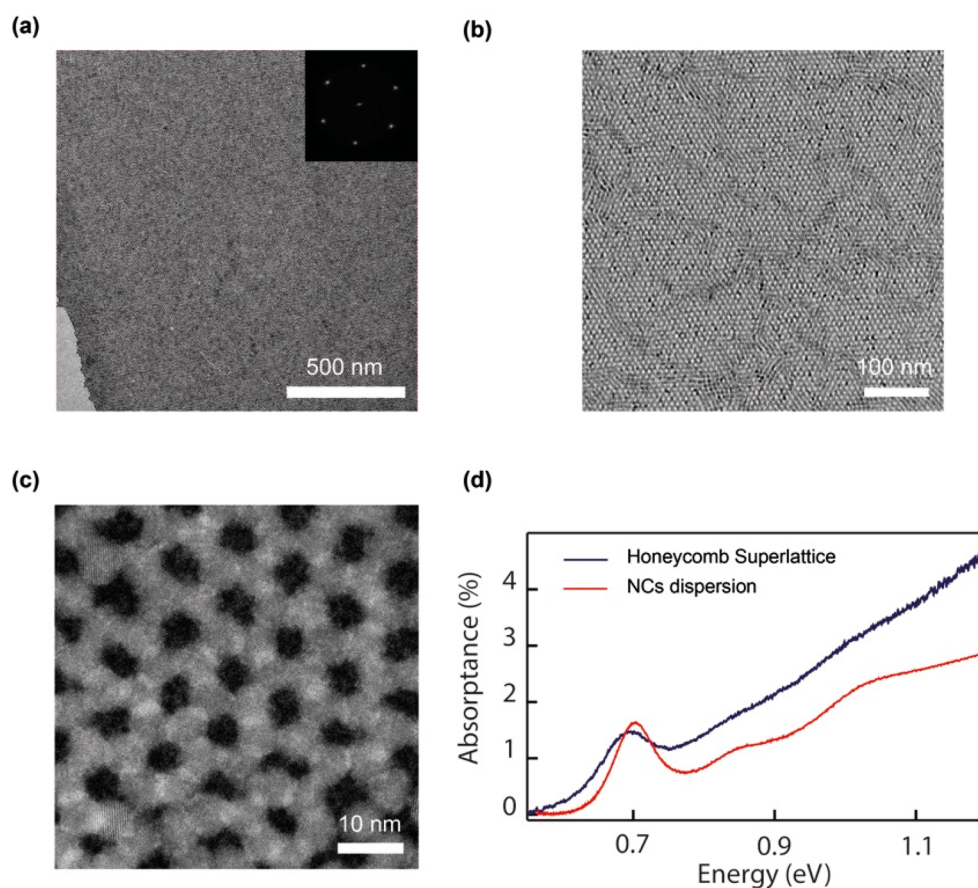 (a)
500 nm
(b)
100 nm
(c)
10 nm
(d)
Honeycomb Superlattice
NCs dispersion
Absorptance (%)
4
3
2
1
0
0.7
0.9
1.1
Energy (eV)